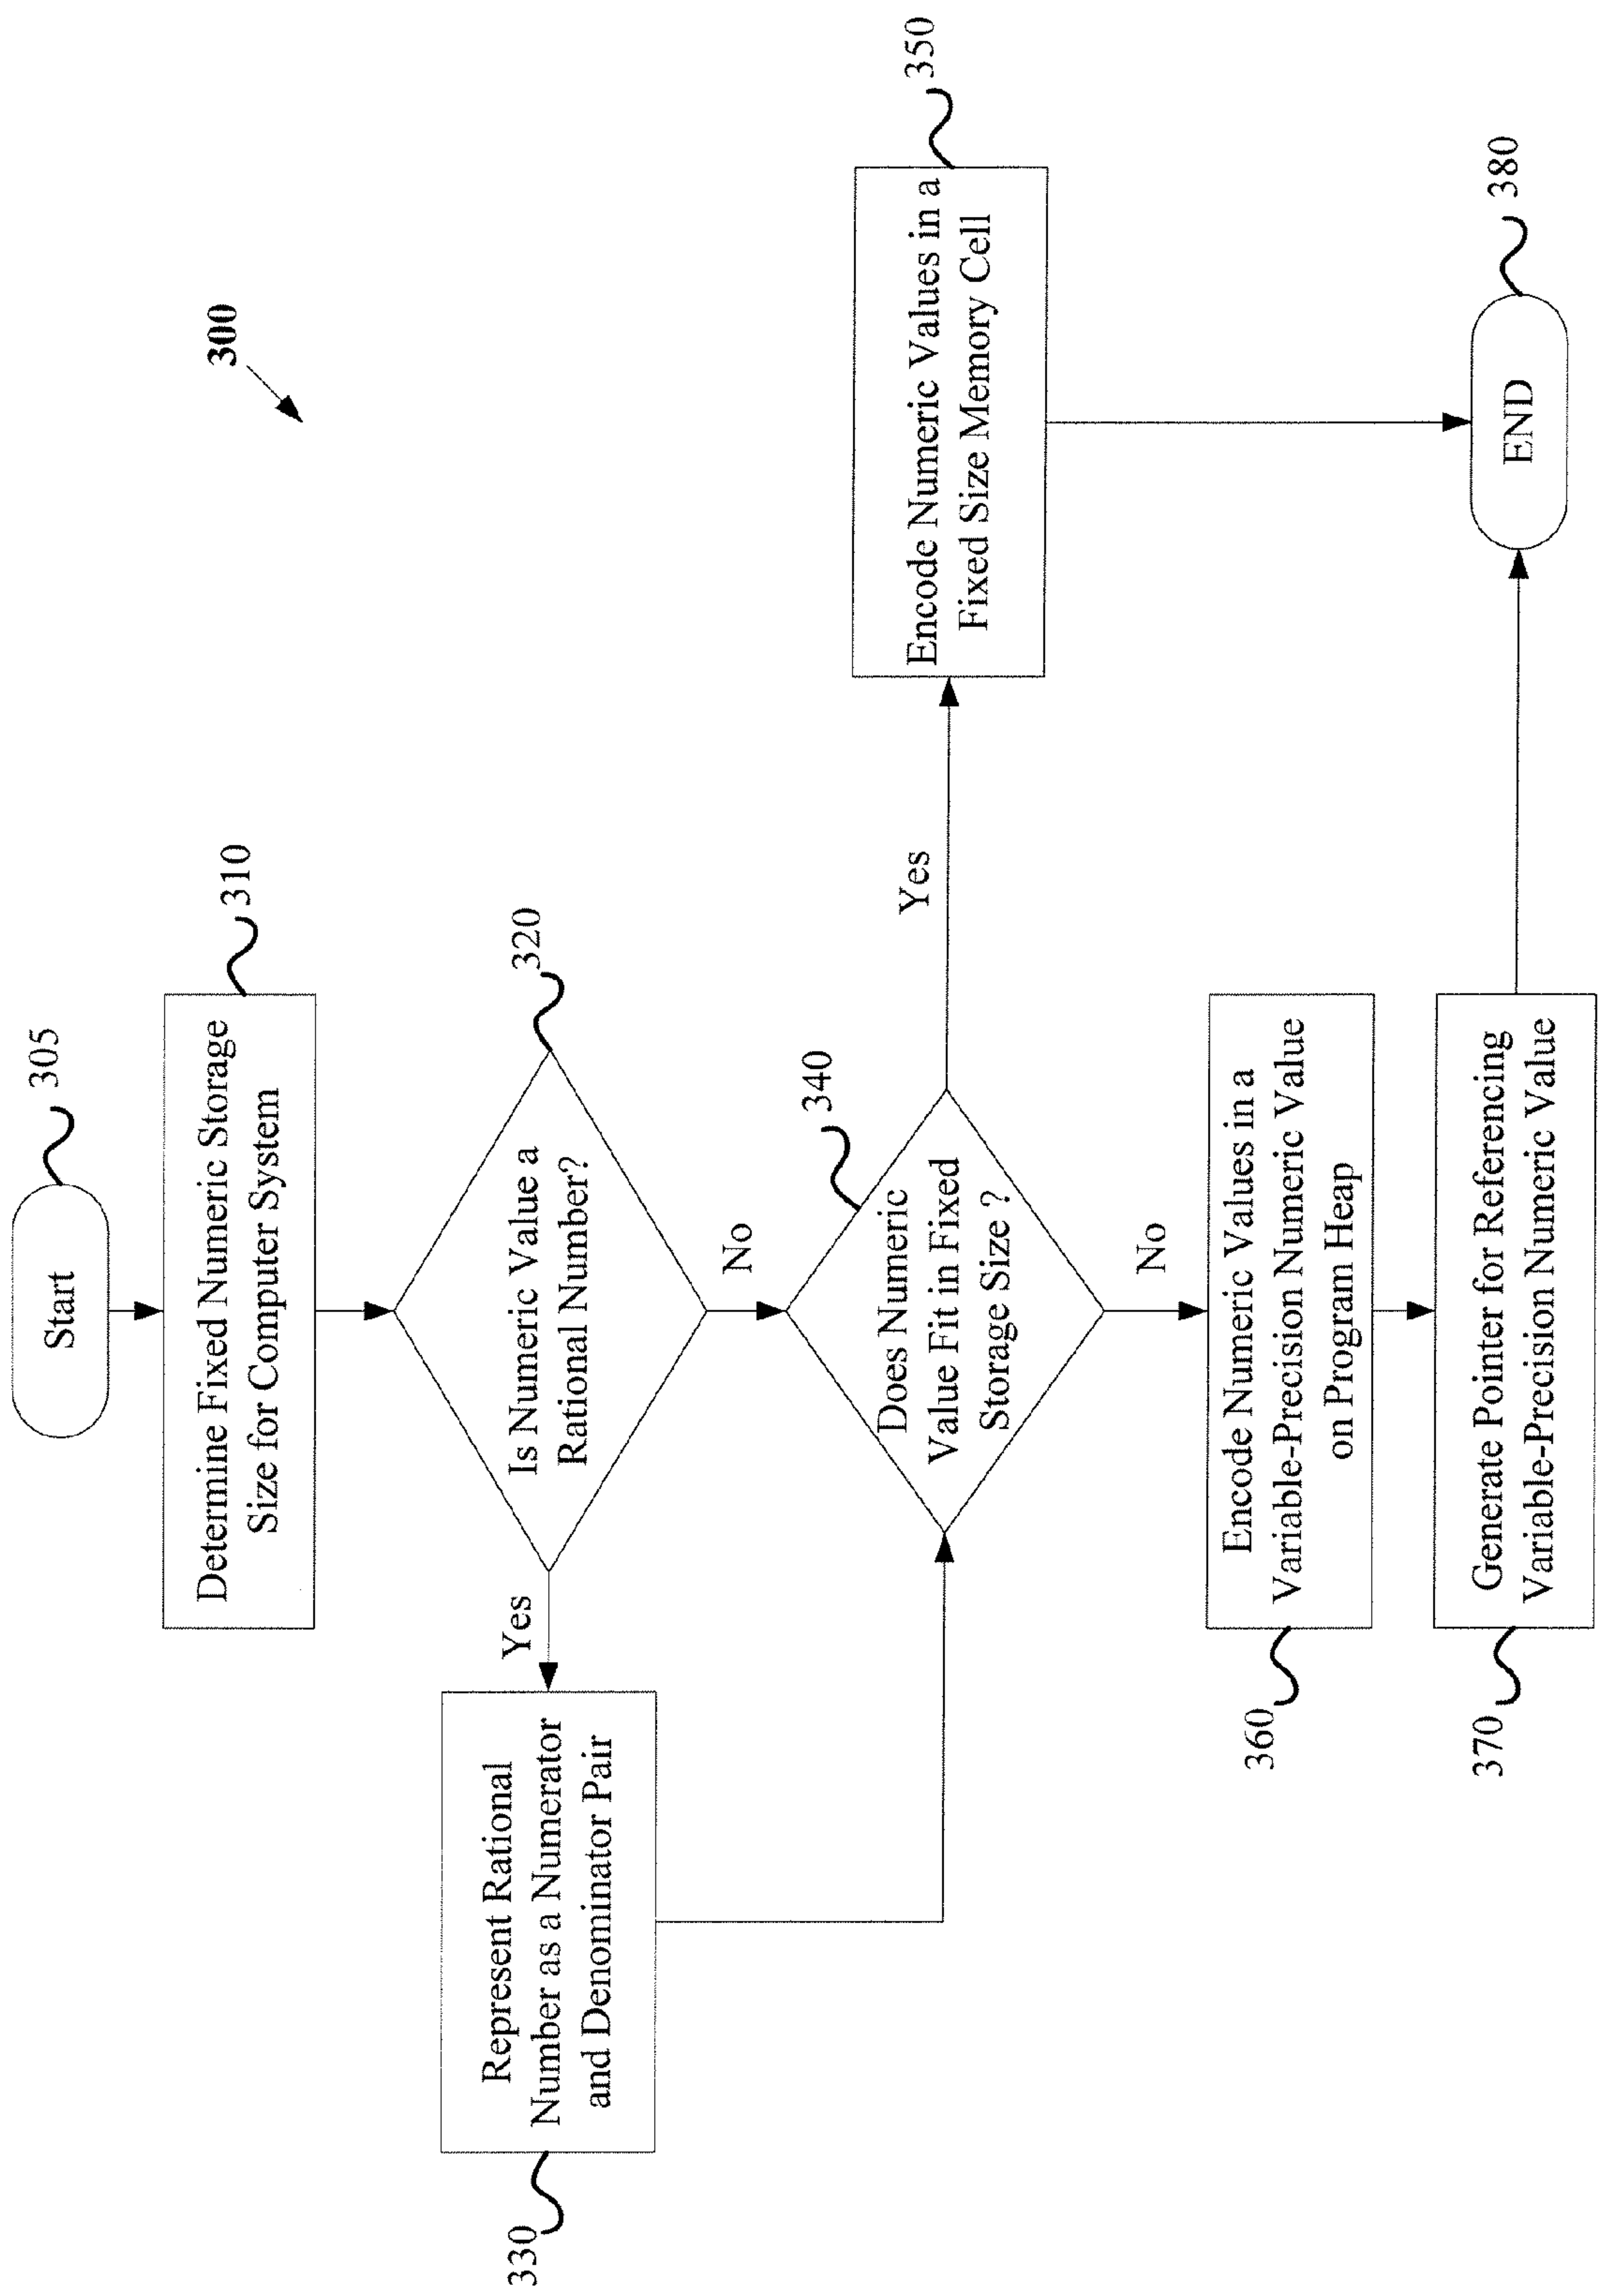 300
Start
305
Determine Fixed Numeric Storage
Size for Computer System
310
Is Numeric Value a
Rational Number?
320
Yes
No
Represent Rational
Number as a Numerator
and Denominator Pair
330
Does Numeric
Value Fit in Fixed
Storage Size ?
340
Yes
No
Encode Numeric Values in a
Fixed Size Memory Cell
350
Encode Numeric Values in a
Variable-Precision Numeric Value
on Program Heap
360
Generate Pointer for Referencing
Variable-Precision Numeric Value
370
END
380